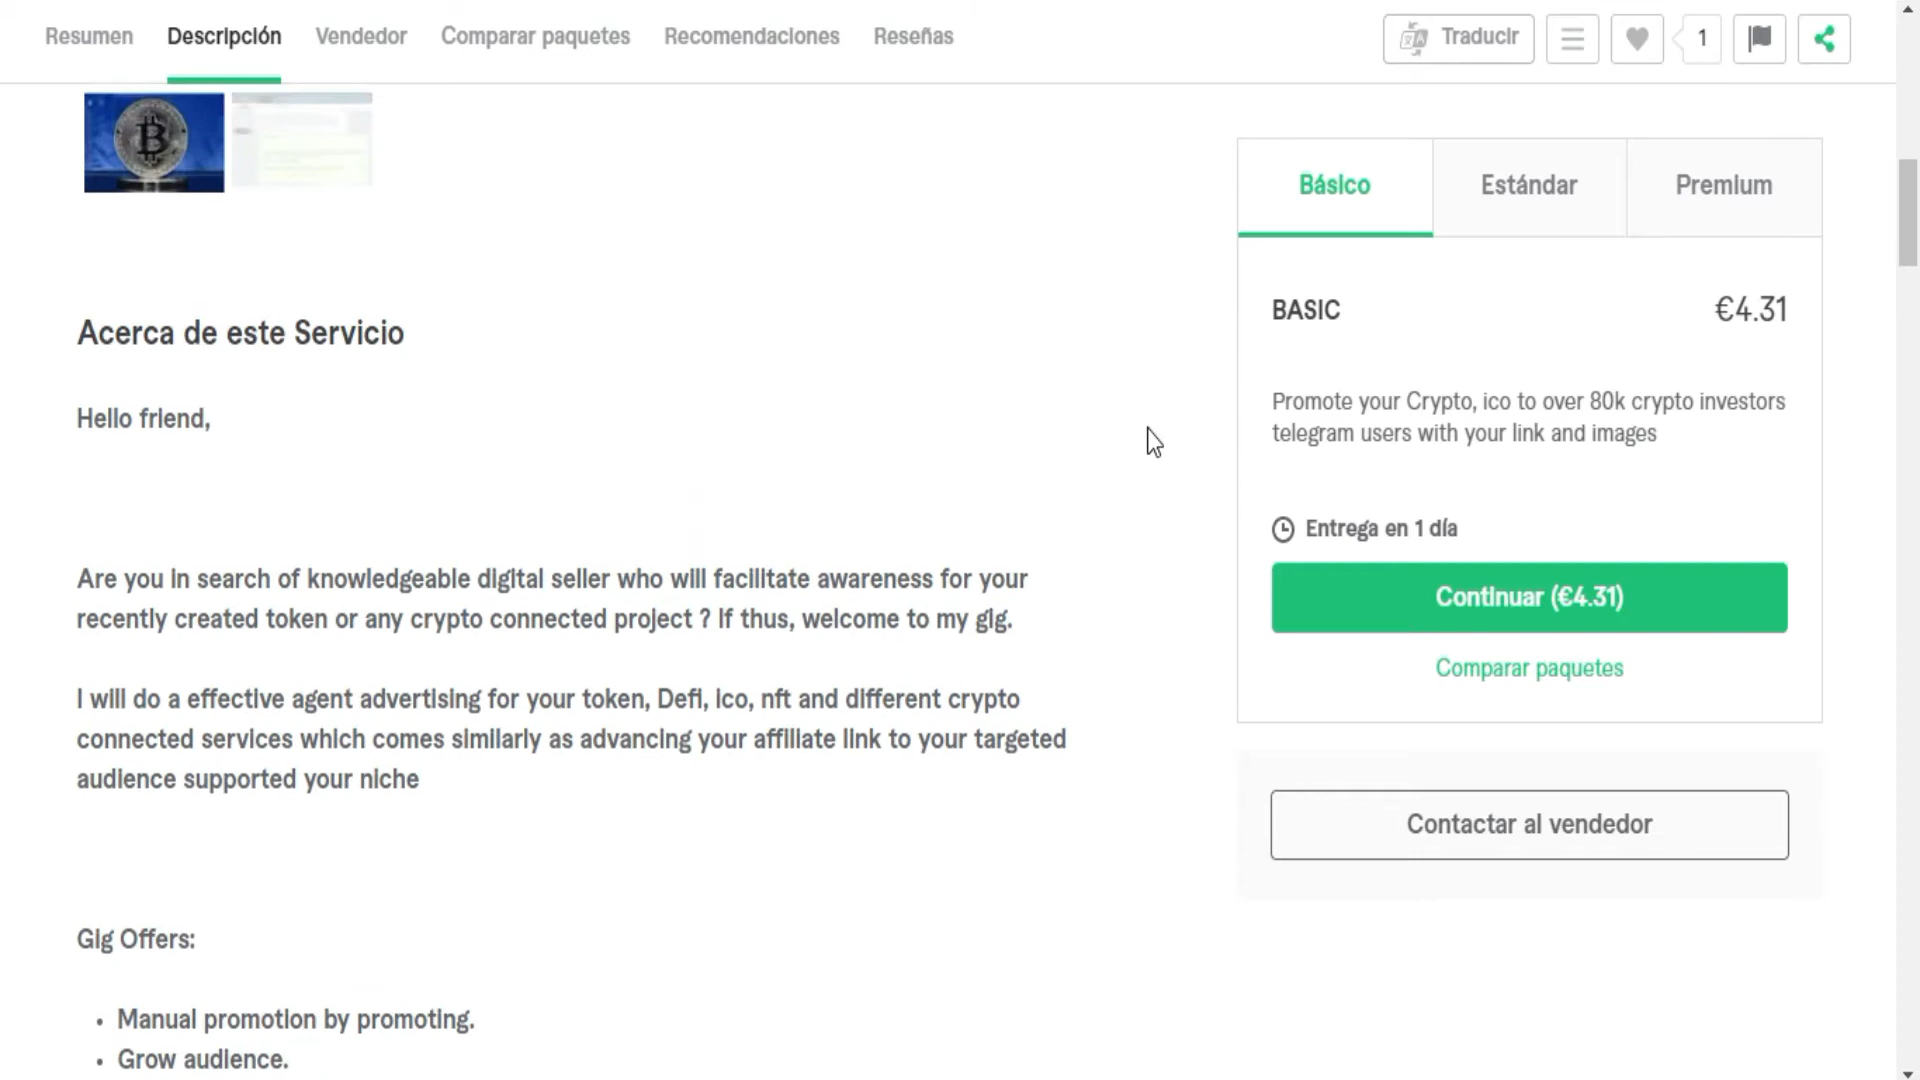 Resumen
Descripción
Vendedor
Comparar paquetes
Recomendaciones
Reseñas
Traducir
1
Acerca de este Servicio
Hello friend,
Are you in search of knowledgeable digital seller who will facilitate awareness for your
recently created token or any crypto connected project ? If thus, welcome to my gig.
I will do a effective agent advertising for your token, Defi, ico, nft and different crypto
connected services which comes similarly as advancing your affiliate link to your targeted
audience supported your niche
Gig Offers:
• Manual promotion by promoting.
• Grow audience.
Básico
Estándar
Premium
BASIC
€4.31
Promote your Crypto, ico to over 80k crypto investors
telegram users with your link and images
Entrega en 1 día
Continuar (€4.31)
Comparar paquetes
Contactar al vendedor